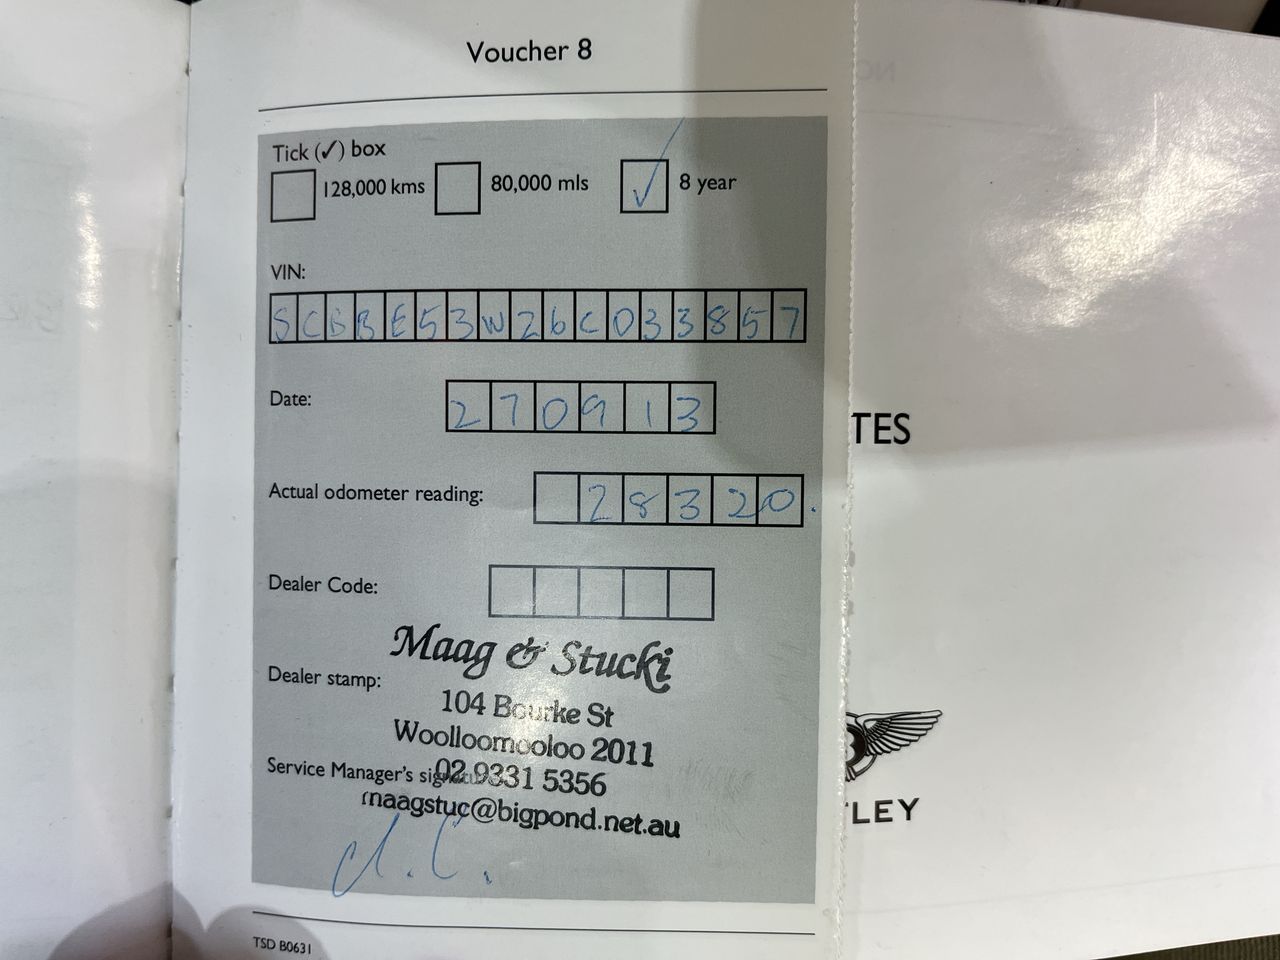 Voucher 8
Tick (✓) box
128,000 kms 80,000 mls ✓ 8 year
VIN:
SCBBE53W26C033857
Date:
270913
Actual odometer reading:
28320.
Dealer Code:
Maag & Stucki
Dealer stamp:
104 Bourke St
Woolloomooloo 2011
Service Manager's signature
02 9331 5356
maagstuc@bigpond.net.au
TSD B0631
TES
LEY